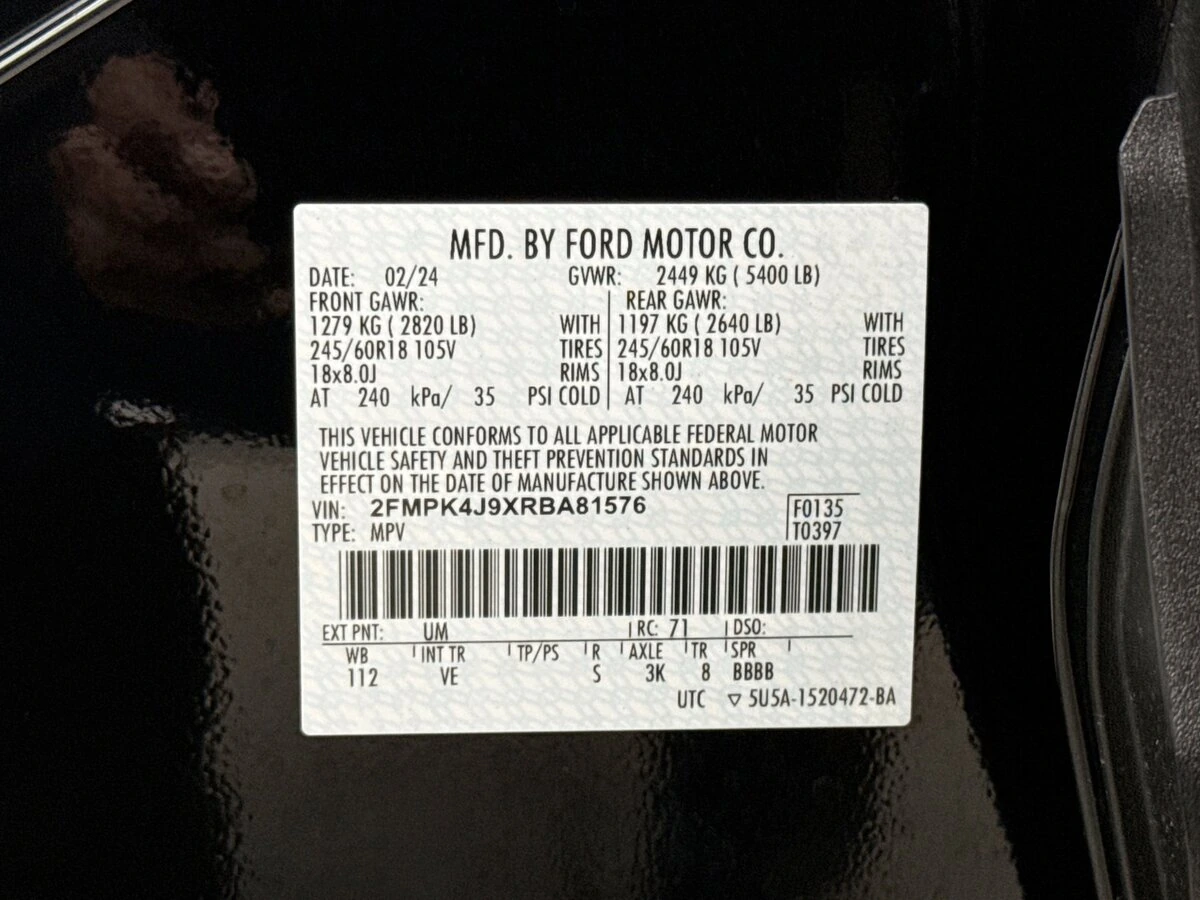 MFD. BY FORD MOTOR CO.
DATE: 02/24 GVWR: 2449 KG ( 5400 LB)
FRONT GAWR: REAR GAWR:
1279 KG ( 2820 LB) WITH 1197 KG ( 2640 LB) WITH
245/60R18 105V TIRES 245/60R18 105V TIRES
18x8.0J RIMS 18x8.0J RIMS
AT 240 kPa/ 35 PSI COLD AT 240 kPa/ 35 PSI COLD
THIS VEHICLE CONFORMS TO ALL APPLICABLE FEDERAL MOTOR
VEHICLE SAFETY AND THEFT PREVENTION STANDARDS IN
EFFECT ON THE DATE OF MANUFACTURE SHOWN ABOVE.
VIN: 2FMPK4J9XRBA81576 F0135
TYPE: MPV T0397
EXT PNT: UM RC: 71 DSO:
WB INT TR TP/PS R AXLE TR SPR
112 VE S 3K 8 BBBB
UTC ▽ 5U5A-1520472-BA